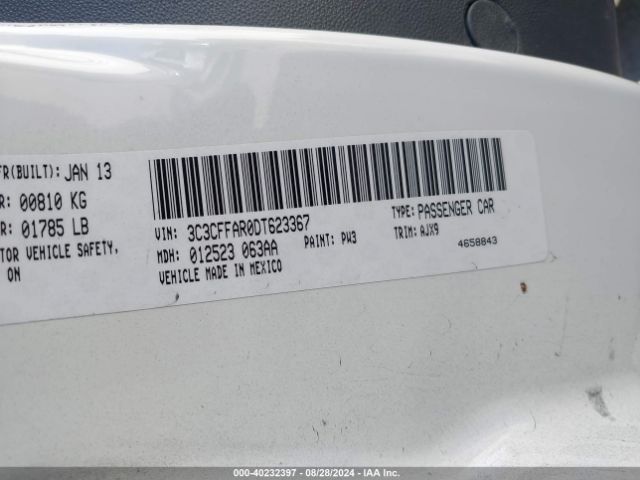 FR(BUILT): JAN 13
R: 00810 KG
R: 01785 LB
TOR VEHICLE SAFETY,
ON
VIN: 3C3CFFAR0DT623367
TYPE: PASSENGER CAR
MDH: 012523 063AA
PAINT: PW3
TRIM: AJX9
VEHICLE MADE IN MEXICO
4658843
000-40232397 - 08/28/2024 - IAA Inc.